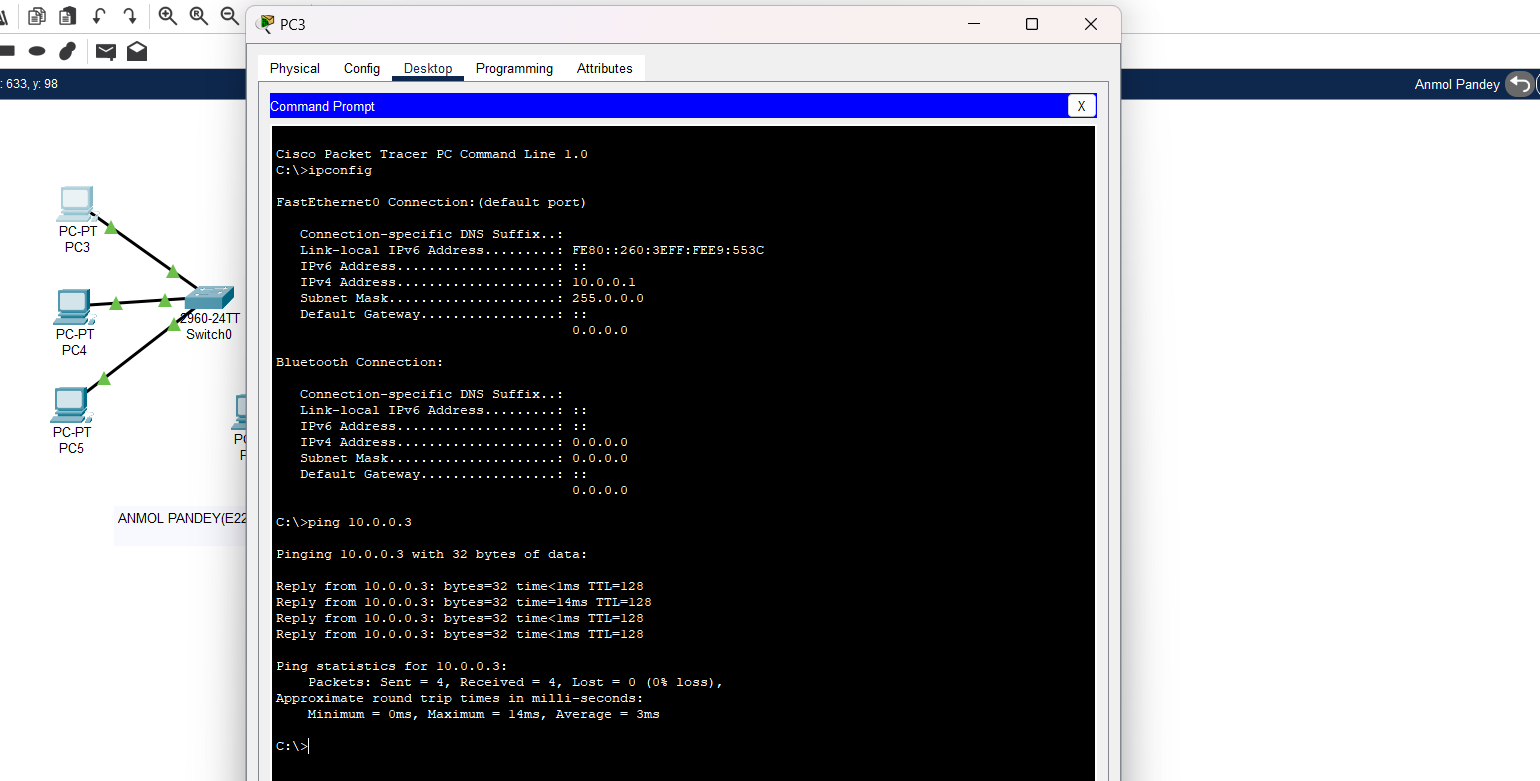 PC3
Physical Config Desktop Programming Attributes
: 633, y: 98
Anmol Pandey
Command Prompt
X
Cisco Packet Tracer PC Command Line 1.0
C:\>ipconfig
FastEthernet0 Connection:(default port)
Connection-specific DNS Suffix..:
Link-local IPv6 Address.........: FE80::260:3EFF:FEE9:553C
IPv6 Address....................: ::
IPv4 Address....................: 10.0.0.1
Subnet Mask.....................: 255.0.0.0
Default Gateway.................: ::
0.0.0.0
Bluetooth Connection:
Connection-specific DNS Suffix..:
Link-local IPv6 Address.........: ::
IPv6 Address....................: ::
IPv4 Address....................: 0.0.0.0
Subnet Mask.....................: 0.0.0.0
Default Gateway.................: ::
0.0.0.0
C:\>ping 10.0.0.3
Pinging 10.0.0.3 with 32 bytes of data:
Reply from 10.0.0.3: bytes=32 time<1ms TTL=128
Reply from 10.0.0.3: bytes=32 time=14ms TTL=128
Reply from 10.0.0.3: bytes=32 time<1ms TTL=128
Reply from 10.0.0.3: bytes=32 time<1ms TTL=128
Ping statistics for 10.0.0.3:
Packets: Sent = 4, Received = 4, Lost = 0 (0% loss),
Approximate round trip times in milli-seconds:
Minimum = 0ms, Maximum = 14ms, Average = 3ms
C:\>
PC-PT
PC3
PC-PT
PC4
2960-24TT
Switch0
PC-PT
PC5
ANMOL PANDEY(E22